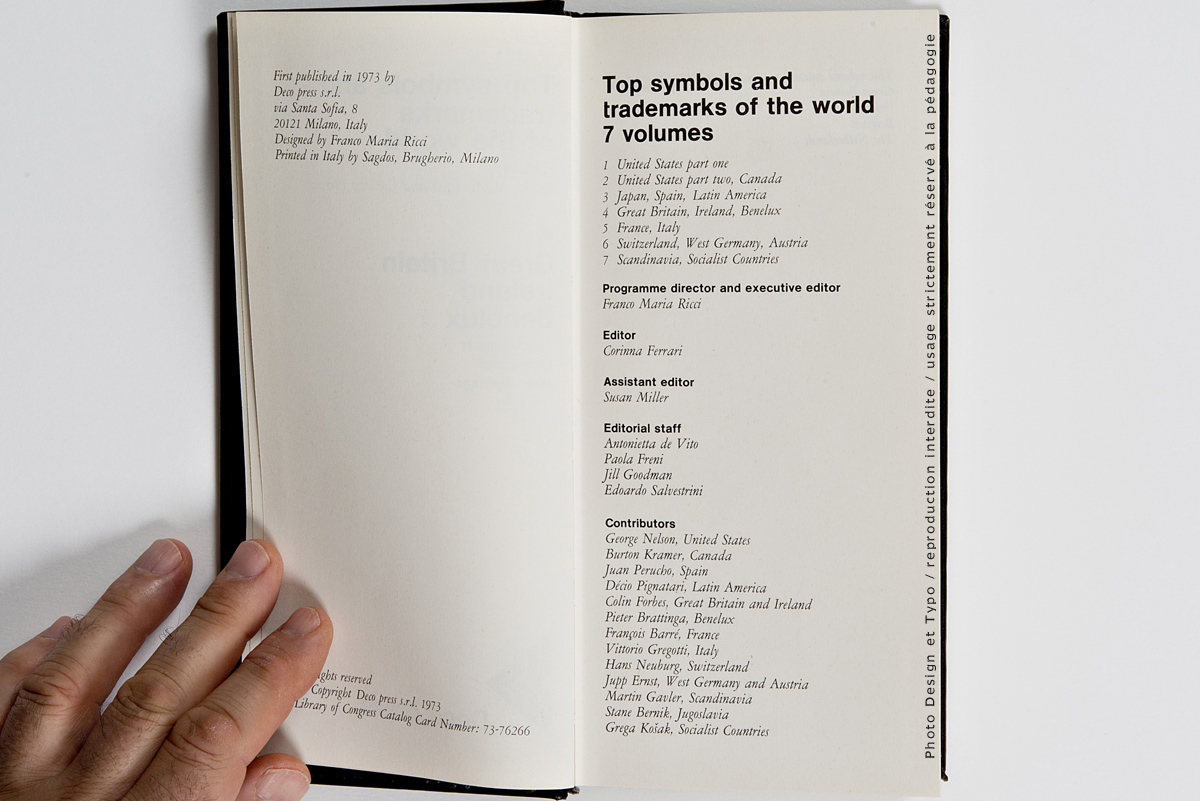 First published in 1973 by
Deco press s.r.l.
via Santa Sofia, 8
20121 Milano, Italy
Designed by Franco Maria Ricci
Printed in Italy by Sagdos, Brugherio, Milano
rights reserved
Copyright Deco press s.r.l. 1973
Library of Congress Catalog Card Number: 73-76266
Top symbols and
trademarks of the world
7 volumes
1 United States part one
2 United States part two, Canada
3 Japan, Spain, Latin America
4 Great Britain, Ireland, Benelux
5 France, Italy
6 Switzerland, West Germany, Austria
7 Scandinavia, Socialist Countries
Programme director and executive editor
Franco Maria Ricci
Editor
Corinna Ferrari
Assistant editor
Susan Miller
Editorial staff
Antonietta de Vito
Paola Freni
Jill Goodman
Edoardo Salvestrini
Contributors
George Nelson, United States
Burton Kramer, Canada
Juan Perucho, Spain
Décio Pignatari, Latin America
Colin Forbes, Great Britain and Ireland
Pieter Brattinga, Benelux
François Barré, France
Vittorio Gregotti, Italy
Hans Neuburg, Switzerland
Jupp Ernst, West Germany and Austria
Martin Gavler, Scandinavia
Stane Bernik, Jugoslavia
Grega Košak, Socialist Countries
Photo Design et Typo / reproduction interdite / usage strictement réservé à la pédagogie